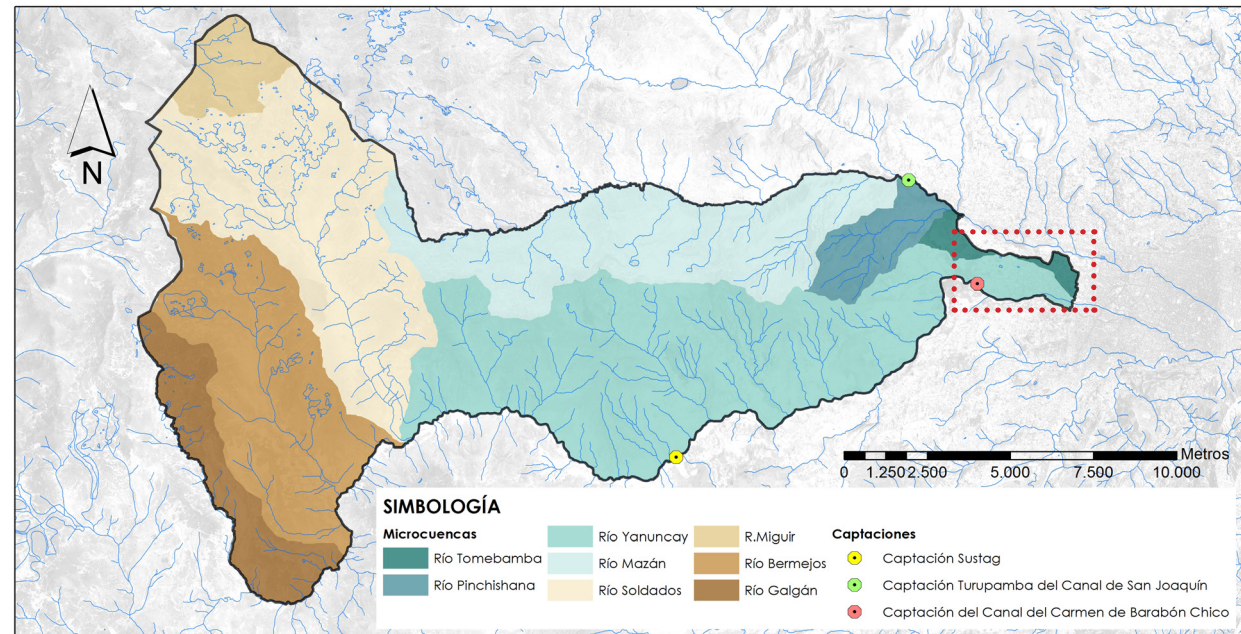 N
Metros
0 1.250 2.500 5.000 7.500 10.000
SIMBOLOGÍA
Microcuencas
Río Tomebamba
Río Pinchishana
Río Yanuncay
Río Mazán
Río Soldados
R.Miguir
Río Bermejos
Río Galgán
Captaciones
Captación Sustag
Captación Turupamba del Canal de San Joaquín
Captación del Canal del Carmen de Barabón Chico